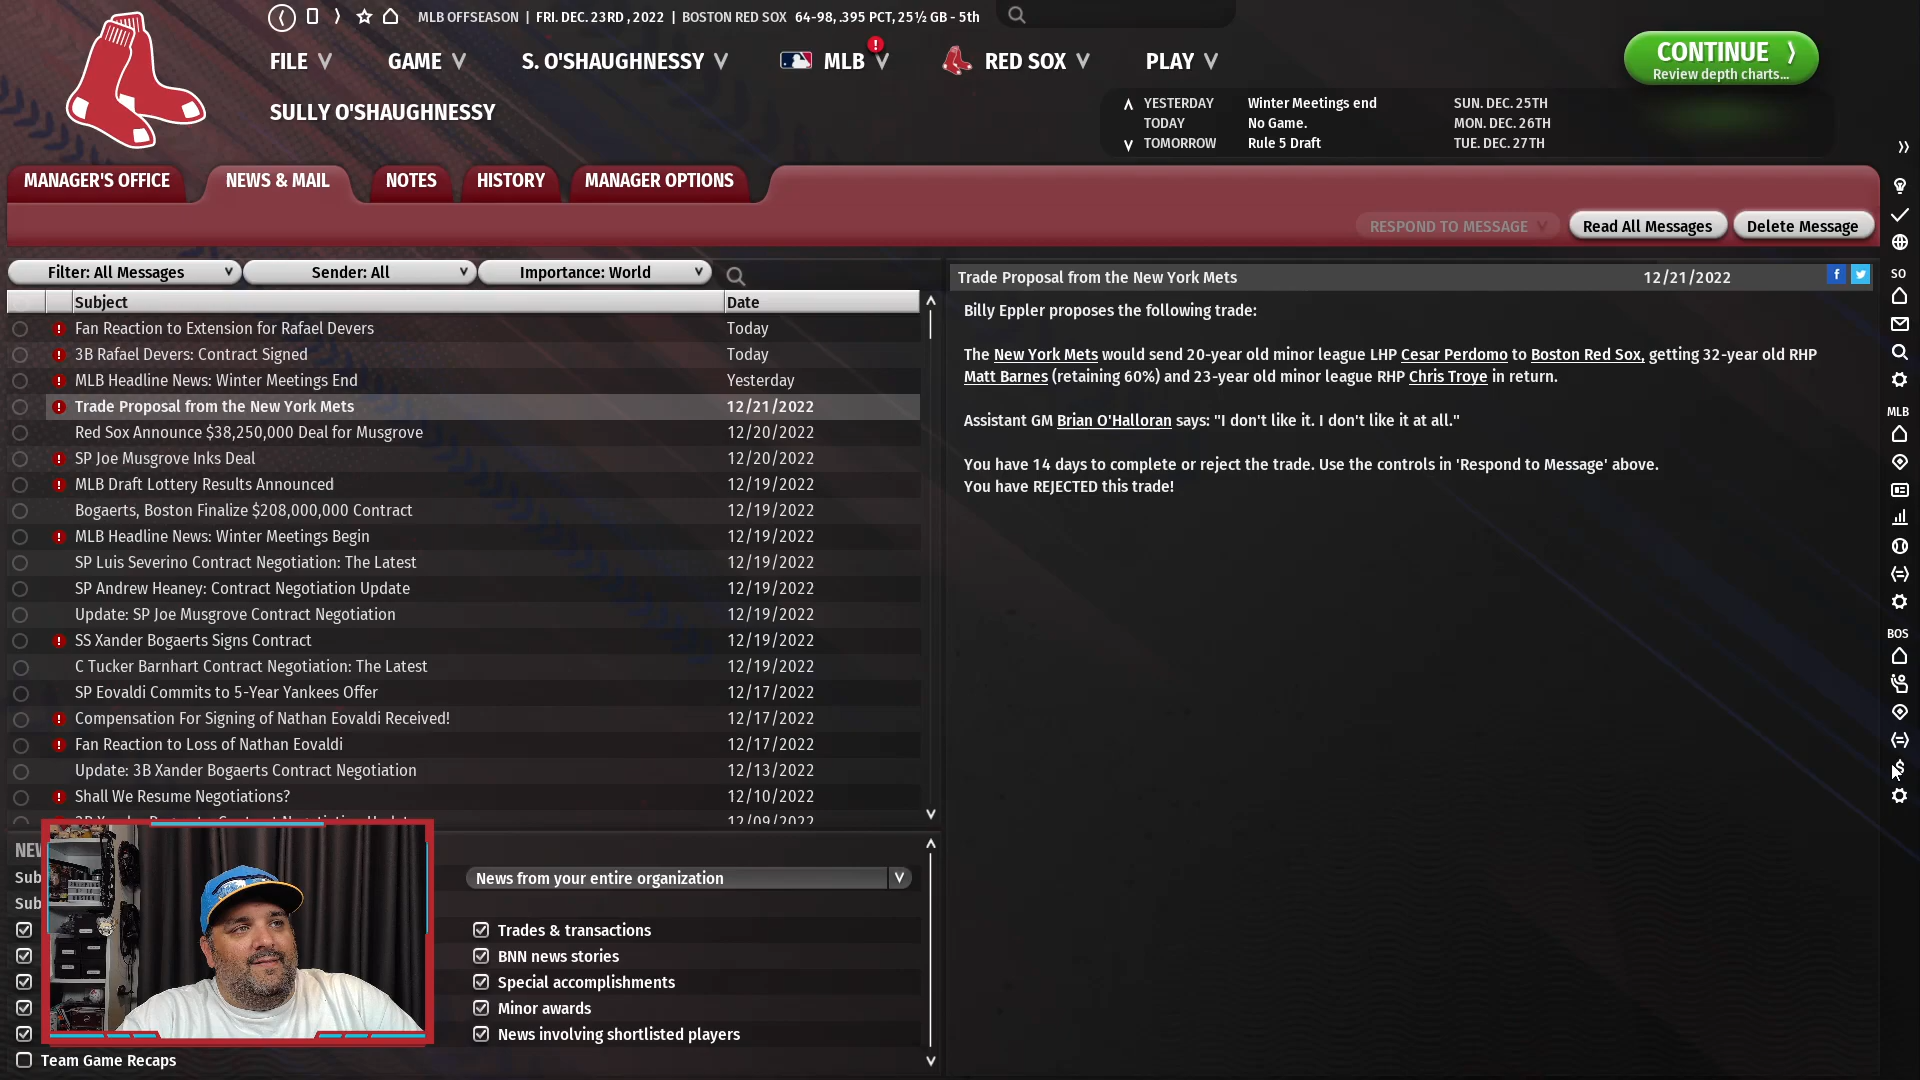 MLB OFFSEASON | FRI. DEC. 23RD , 2022 | BOSTON RED SOX 64-98, .395 PCT, 25½ GB - 5th
FILE GAME S. O'SHAUGHNESSY MLB RED SOX PLAY
CONTINUE
Review depth charts...
SULLY O'SHAUGHNESSY
YESTERDAY Winter Meetings end SUN. DEC. 25TH
TODAY No Game. MON. DEC. 26TH
TOMORROW Rule 5 Draft TUE. DEC. 27TH
MANAGER'S OFFICE NEWS & MAIL NOTES HISTORY MANAGER OPTIONS
RESPOND TO MESSAGE Read All Messages Delete Message
Filter: All Messages Sender: All Importance: World
Subject Date
Fan Reaction to Extension for Rafael Devers Today
3B Rafael Devers: Contract Signed Today
MLB Headline News: Winter Meetings End Yesterday
Trade Proposal from the New York Mets 12/21/2022
Red Sox Announce $38,250,000 Deal for Musgrove 12/20/2022
SP Joe Musgrove Inks Deal 12/20/2022
MLB Draft Lottery Results Announced 12/19/2022
Bogaerts, Boston Finalize $208,000,000 Contract 12/19/2022
MLB Headline News: Winter Meetings Begin 12/19/2022
SP Luis Severino Contract Negotiation: The Latest 12/19/2022
SP Andrew Heaney: Contract Negotiation Update 12/19/2022
Update: SP Joe Musgrove Contract Negotiation 12/19/2022
SS Xander Bogaerts Signs Contract 12/19/2022
C Tucker Barnhart Contract Negotiation: The Latest 12/19/2022
SP Eovaldi Commits to 5-Year Yankees Offer 12/17/2022
Compensation For Signing of Nathan Eovaldi Received! 12/17/2022
Fan Reaction to Loss of Nathan Eovaldi 12/17/2022
Update: 3B Xander Bogaerts Contract Negotiation 12/13/2022
Shall We Resume Negotiations? 12/10/2022
12/09/2022
Trade Proposal from the New York Mets 12/21/2022
Billy Eppler proposes the following trade:
The New York Mets would send 20-year old minor league LHP Cesar Perdomo to Boston Red Sox, getting 32-year old RHP
Matt Barnes (retaining 60%) and 23-year old minor league RHP Chris Troye in return.
Assistant GM Brian O'Halloran says: "I don't like it. I don't like it at all."
You have 14 days to complete or reject the trade. Use the controls in 'Respond to Message' above.
You have REJECTED this trade!
SO
MLB
BOS
NEW
Sub
Sub
News from your entire organization
Trades & transactions
BNN news stories
Special accomplishments
Minor awards
News involving shortlisted players
Team Game Recaps